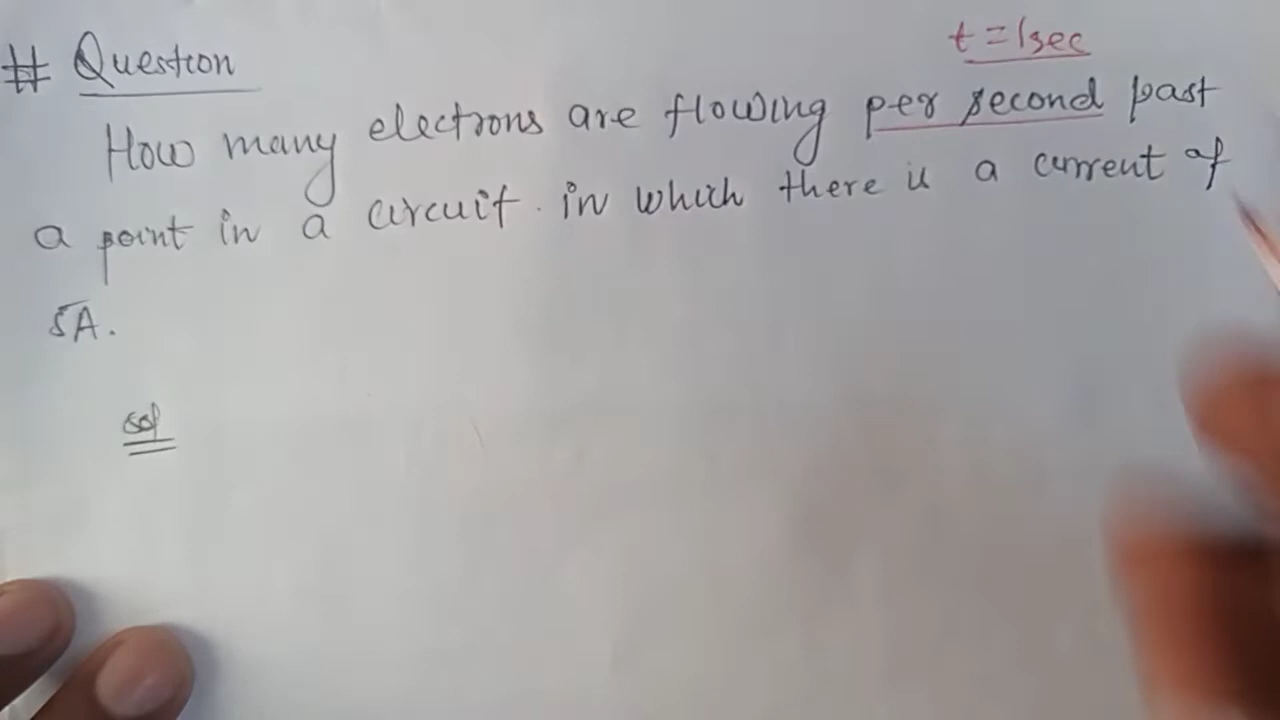 # Question
t = 1sec
How many electrons are flowing per second past
a point in a circuit. in which there is a current of
5A.
Sol